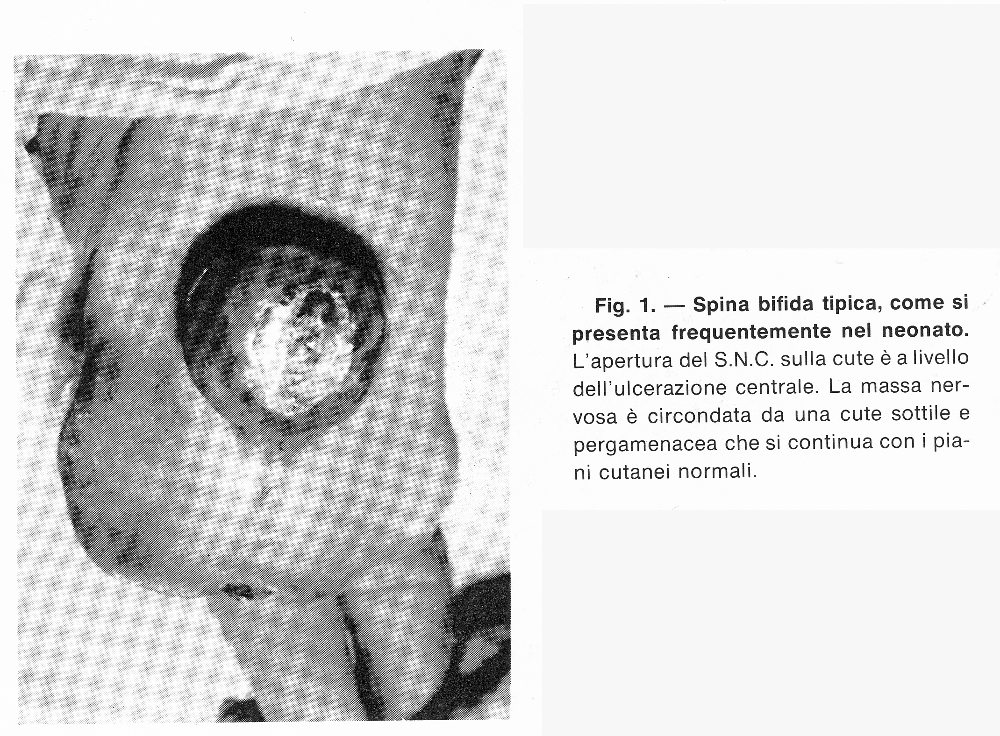 Fig. 1. — Spina bifida tipica, come si
presenta frequentemente nel neonato.
L'apertura del S.N.C. sulla cute è a livello
dell'ulcerazione centrale. La massa ner-
vosa è circondata da una cute sottile e
pergamenacea che si continua con i pia-
ni cutanei normali.